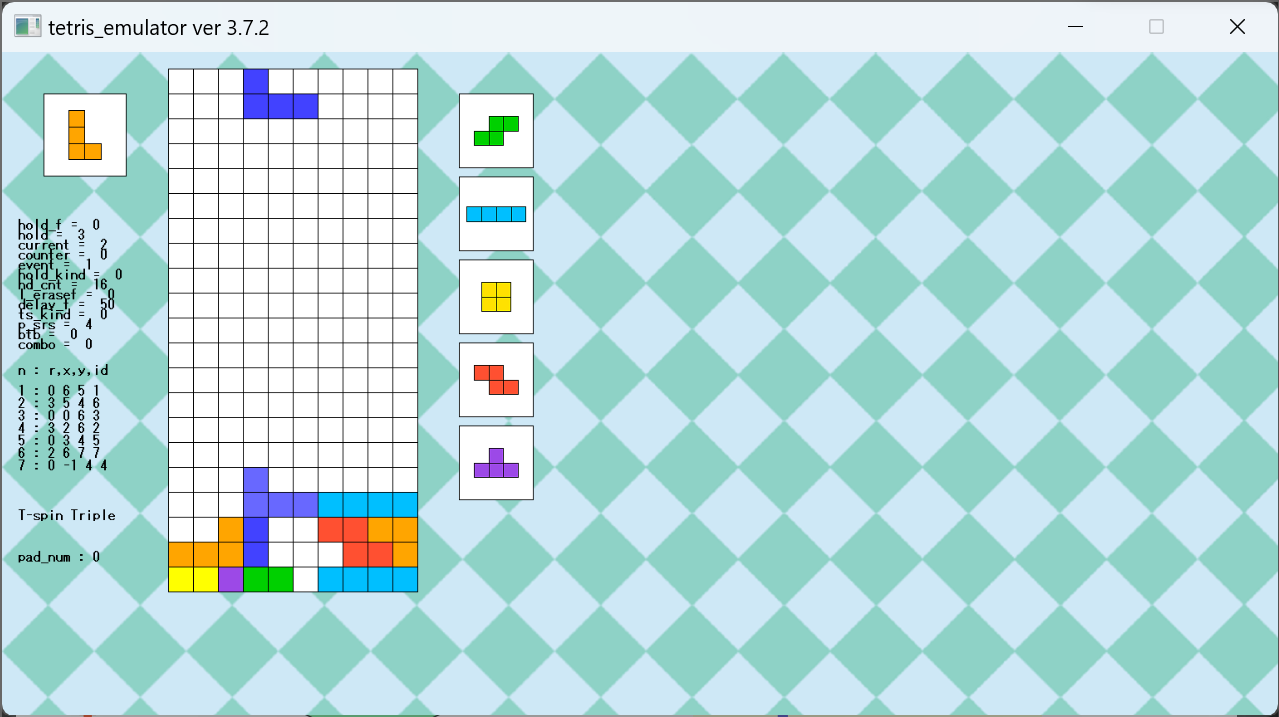 tetris_emulator ver 3.7.2
hold_f = 0
hold = 3
current = 2
counter = 0
event = 1
hold_kind = 0
nd_cnt = 16
l_erasef = 0
delay_f = 50
ts_kind = 0
p_srs = 4
btb = 0
combo = 0
n : r,x,y,id
1 : 0 6 5 1
2 : 3 5 4 6
3 : 0 0 6 3
4 : 3 2 6 2
5 : 0 3 4 5
6 : 2 6 7 7
7 : 0 -1 4 4
T-spin Triple
pad_num : 0